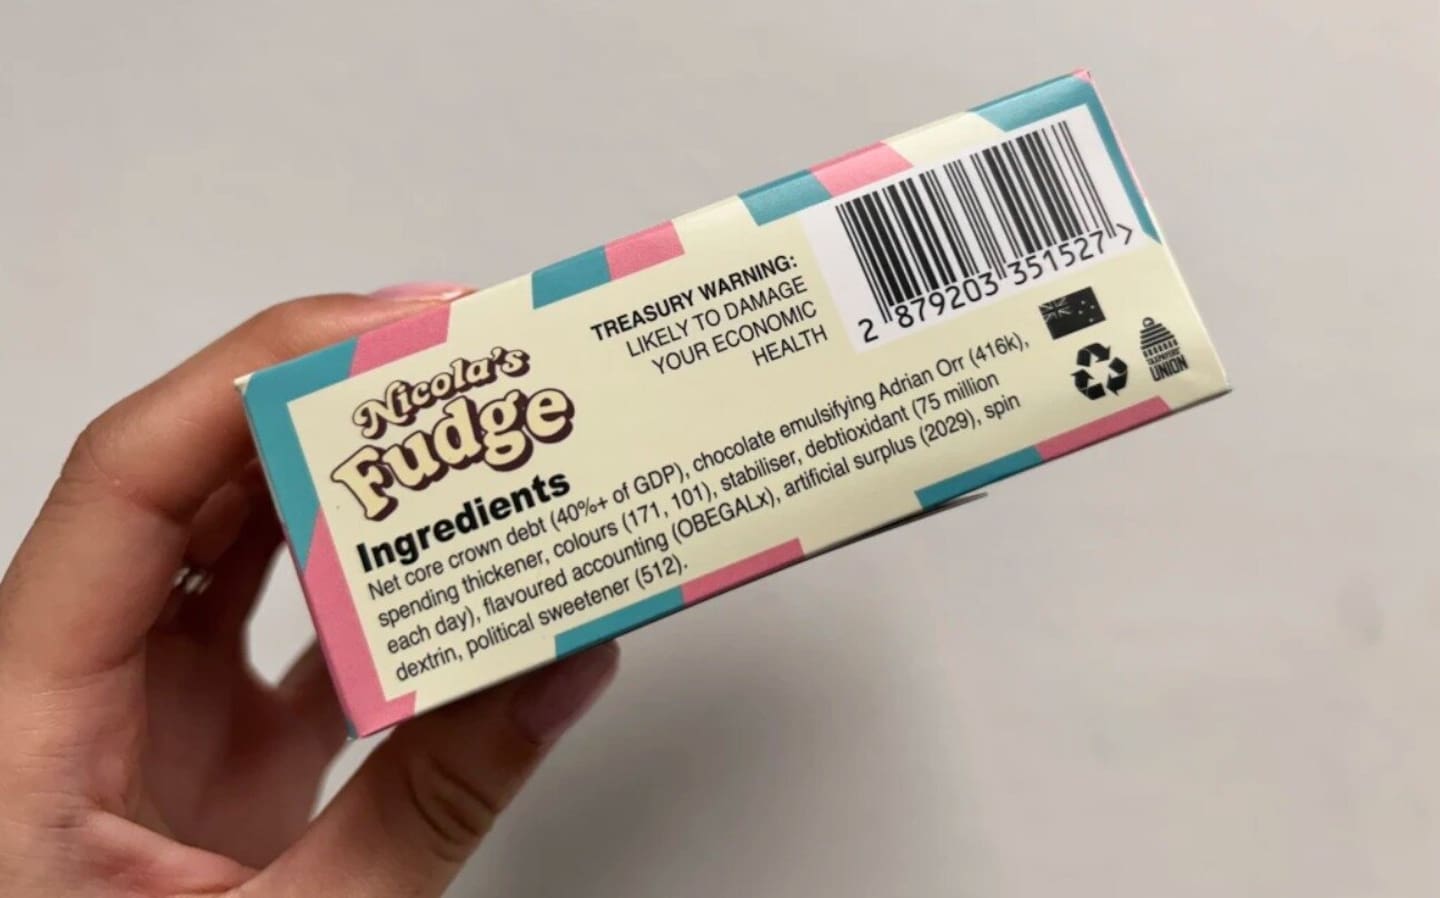 Nicola's
Fudge
TREASURY WARNING:
LIKELY TO DAMAGE
YOUR ECONOMIC
HEALTH
2 879203 351527 >
Ingredients
Net core crown debt (40%+ of GDP), chocolate emulsifying Adrian Orr (416k),
spending thickener, colours (171, 101), stabiliser, debtioxidant (75 million
each day), flavoured accounting (OBEGALx), artificial surplus (2029), spin
dextrin, political sweetener (512).
TAXPAYERS'
UNION